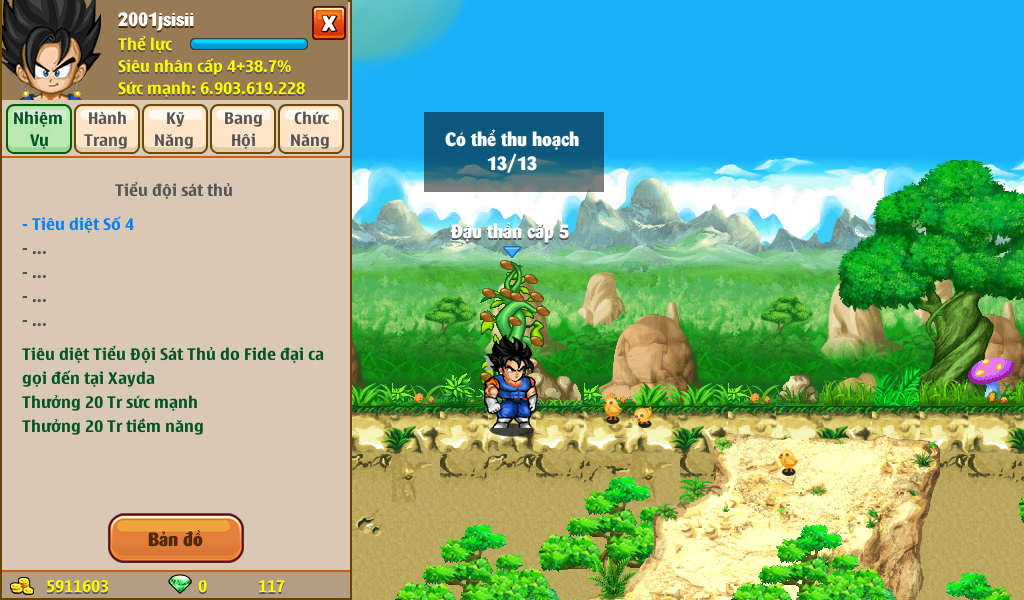 2001jsisii
X
Thể lực
Siêu nhân cấp 4+38.7%
Sức mạnh: 6.903.619.228
Nhiệm Vụ
Hành Trang
Kỹ Năng
Bang Hội
Chức Năng
Tiểu đội sát thủ
- Tiêu diệt Số 4
- ...
- ...
- ...
- ...
Tiêu diệt Tiểu Đội Sát Thủ do Fide đại ca
gọi đến tại Xayda
Thưởng 20 Tr sức mạnh
Thưởng 20 Tr tiềm năng
Bản đồ
5911603
0
117
Có thể thu hoạch
13/13
Đậu thần cấp 5